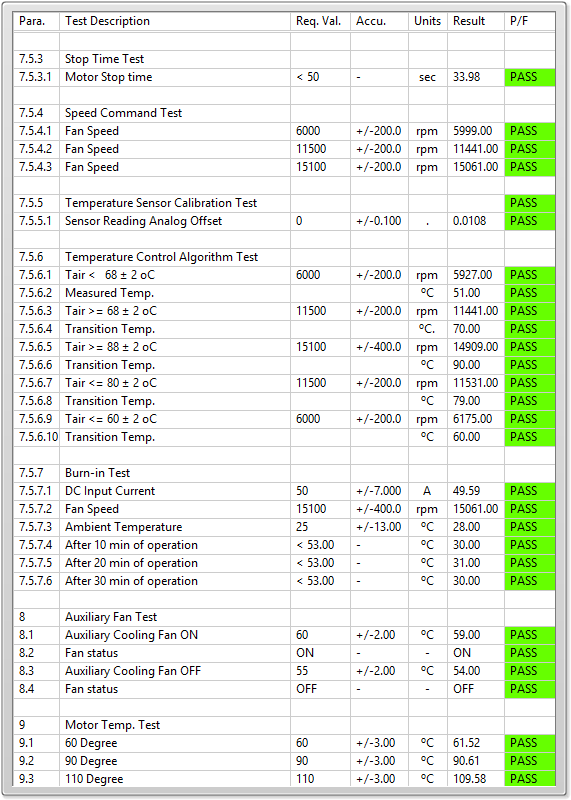 Para. Test Description Req. Val. Accu. Units Result P/F
7.5.3 Stop Time Test
7.5.3.1 Motor Stop time < 50 - sec 33.98 PASS
7.5.4 Speed Command Test
7.5.4.1 Fan Speed 6000 +/-200.0 rpm 5999.00 PASS
7.5.4.2 Fan Speed 11500 +/-200.0 rpm 11441.00 PASS
7.5.4.3 Fan Speed 15100 +/-200.0 rpm 15061.00 PASS
7.5.5 Temperature Sensor Calibration Test PASS
7.5.5.1 Sensor Reading Analog Offset 0 +/-0.100 . 0.0108 PASS
7.5.6 Temperature Control Algorithm Test
7.5.6.1 Tair < 68 ± 2 oC 6000 +/-200.0 rpm 5927.00 PASS
7.5.6.2 Measured Temp. ºC 51.00 PASS
7.5.6.3 Tair >= 68 ± 2 oC 11500 +/-200.0 rpm 11441.00 PASS
7.5.6.4 Transition Temp. ºC. 70.00 PASS
7.5.6.5 Tair >= 88 ± 2 oC 15100 +/-400.0 rpm 14909.00 PASS
7.5.6.6 Transition Temp. ºC 90.00 PASS
7.5.6.7 Tair <= 80 ± 2 oC 11500 +/-200.0 rpm 11531.00 PASS
7.5.6.8 Transition Temp. ºC 79.00 PASS
7.5.6.9 Tair <= 60 ± 2 oC 6000 +/-200.0 rpm 6175.00 PASS
7.5.6.10 Transition Temp. ºC 60.00 PASS
7.5.7 Burn-in Test
7.5.7.1 DC Input Current 50 +/-7.000 A 49.59 PASS
7.5.7.2 Fan Speed 15100 +/-400.0 rpm 15061.00 PASS
7.5.7.3 Ambient Temperature 25 +/-13.00 ºC 28.00 PASS
7.5.7.4 After 10 min of operation < 53.00 - ºC 30.00 PASS
7.5.7.5 After 20 min of operation < 53.00 - ºC 31.00 PASS
7.5.7.6 After 30 min of operation < 53.00 - ºC 30.00 PASS
8 Auxiliary Fan Test
8.1 Auxiliary Cooling Fan ON 60 +/-2.00 ºC 59.00 PASS
8.2 Fan status ON - - ON PASS
8.3 Auxiliary Cooling Fan OFF 55 +/-2.00 ºC 54.00 PASS
8.4 Fan status OFF - - OFF PASS
9 Motor Temp. Test
9.1 60 Degree 60 +/-3.00 ºC 61.52 PASS
9.2 90 Degree 90 +/-3.00 ºC 90.61 PASS
9.3 110 Degree 110 +/-3.00 ºC 109.58 PASS